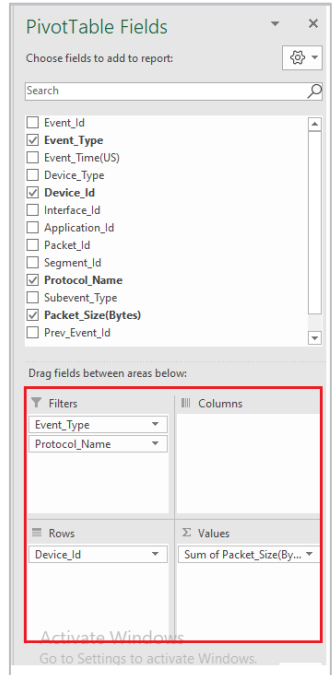 PivotTable Fields
Choose fields to add to report:
Search
Event_Id
Event_Type
Event_Time(US)
Device_Type
Device_Id
Interface_Id
Application_Id
Packet_Id
Segment_Id
Protocol_Name
Subevent_Type
Packet_Size(Bytes)
Prev_Event_Id
Drag fields between areas below:
Filters
Columns
Event_Type
Protocol_Name
Rows
Σ Values
Device_Id
Sum of Packet_Size(By...
Activate Windows
Go to Settings to activate Windows.